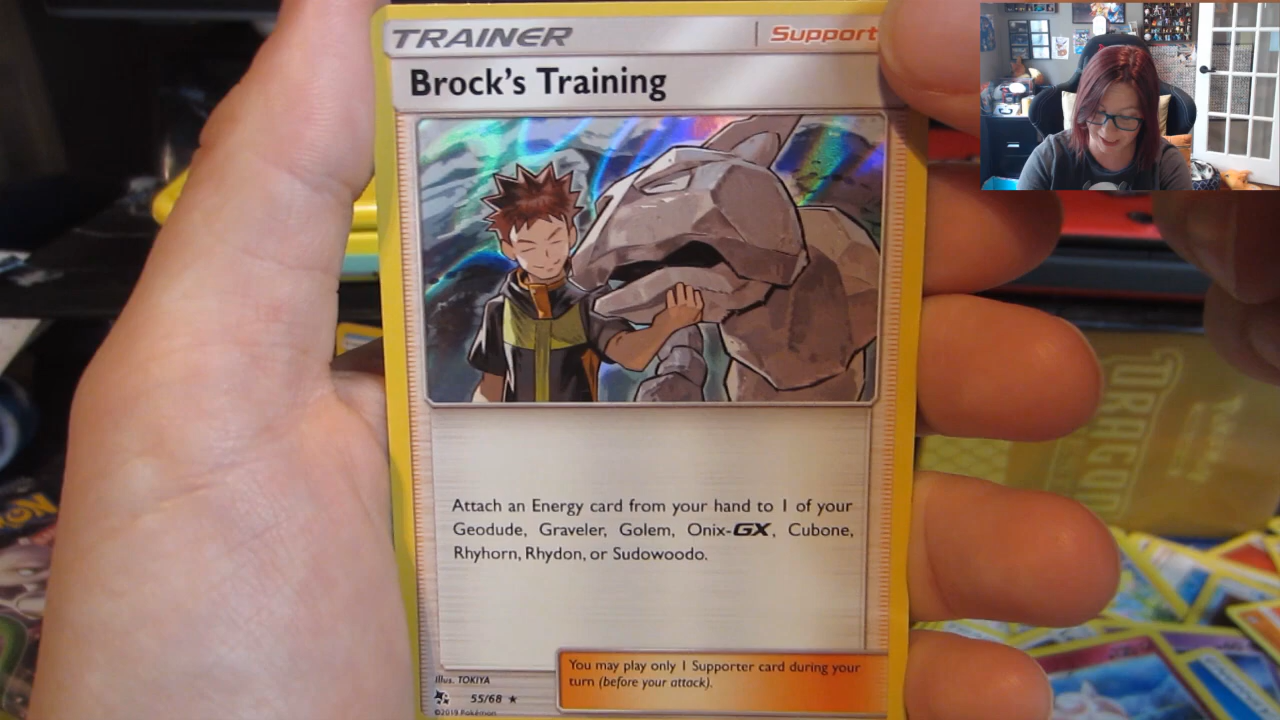 TRAINER
Support
Brock's Training
Attach an Energy card from your hand to 1 of your
Geodude, Graveler, Golem, Onix-GX, Cubone,
Rhyhorn, Rhydon, or Sudowoodo.
You may play only 1 Supporter card during your
turn (before your attack).
Illus. TOKIYA
55/68
©2019 Pokémon
DRAGON